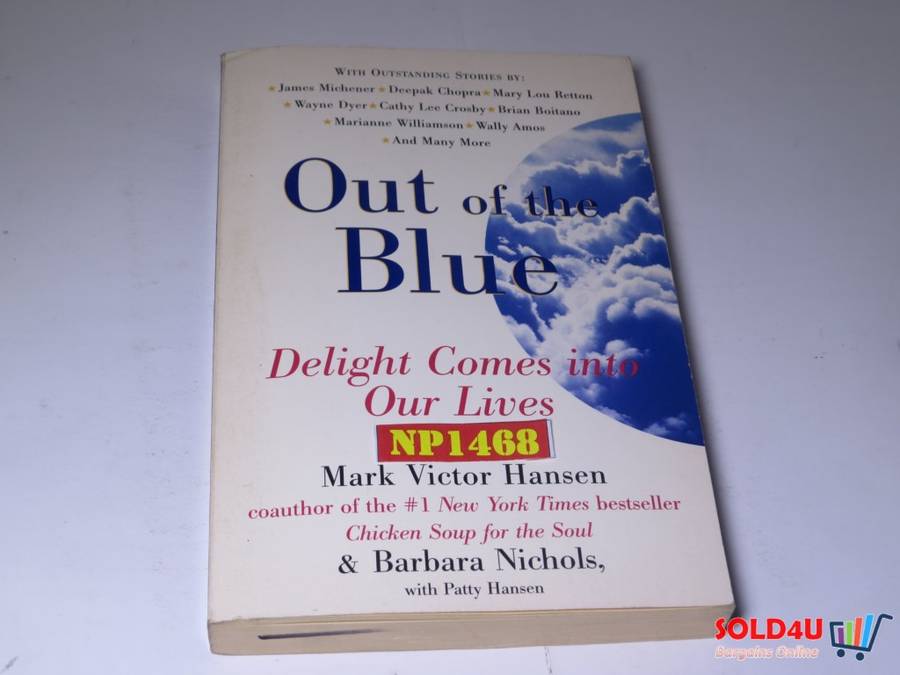 WITH OUTSTANDING STORIES BY:
★ James Michener ★ Deepak Chopra ★ Mary Lou Retton
★ Wayne Dyer ★ Cathy Lee Crosby ★ Brian Boitano
★ Marianne Williamson ★ Wally Amos
★ And Many More
Out of the
Blue
Delight Comes into
Our Lives
NP1468
Mark Victor Hansen
coauthor of the #1 New York Times bestseller
Chicken Soup for the Soul
& Barbara Nichols,
with Patty Hansen
SOLD4U
Bargains Online